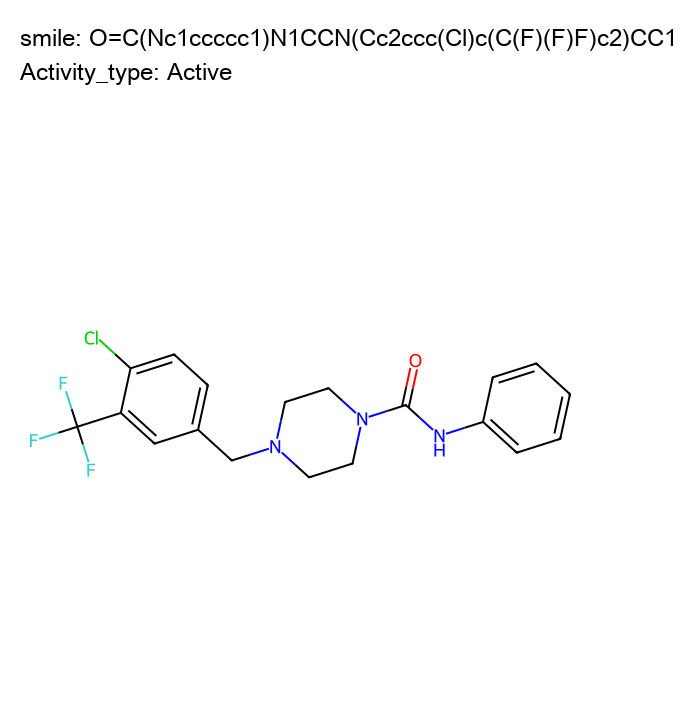 smile: O=C(Nc1ccccc1)N1CCN(Cc2ccc(Cl)c(C(F)(F)F)c2)CC1
Activity_type: Active
Cl
O
F
N
F
N
N
H
F